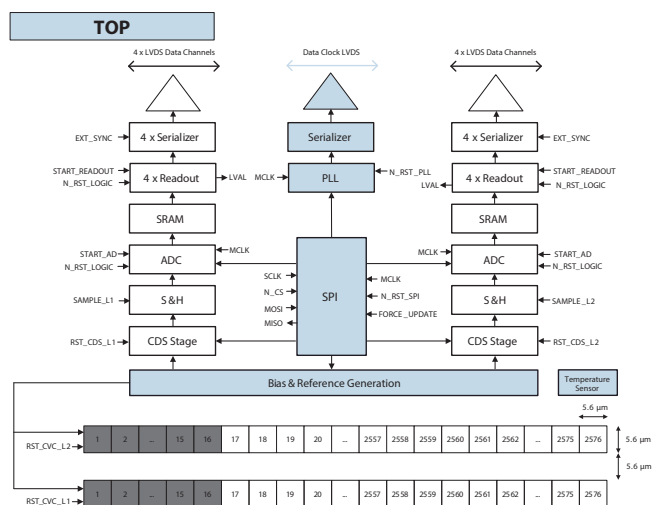 TOP
4 x LVDS Data Channels
Data Clock LVDS
4 x LVDS Data Channels
EXT_SYNC
4 x Serializer
Serializer
4 x Serializer
EXT_SYNC
START_READOUT
N_RST_LOGIC
4 x Readout
LVAL
MCLK
PLL
N_RST_PLL
LVAL
4 x Readout
START_READOUT
N_RST_LOGIC
SRAM
SRAM
START_AD
N_RST_LOGIC
ADC
MCLK
MCLK
ADC
START_AD
N_RST_LOGIC
SCLK
N_CS
MOSI
MISO
SPI
MCLK
N_RST_SPI
FORCE_UPDATE
SAMPLE_L1
S & H
S & H
SAMPLE_L2
RST_CDS_L1
CDS Stage
CDS Stage
RST_CDS_L2
Bias & Reference Generation
Temperature
Sensor
5.6 µm
RST_CVC_L2
1 2 ... 15 16 17 18 19 20 ... 2557 2558 2559 2560 2561 2562 ... 2575 2576
5.6 µm
5.6 µm
RST_CVC_L1
1 2 ... 15 16 17 18 19 20 ... 2557 2558 2559 2560 2561 2562 ... 2575 2576